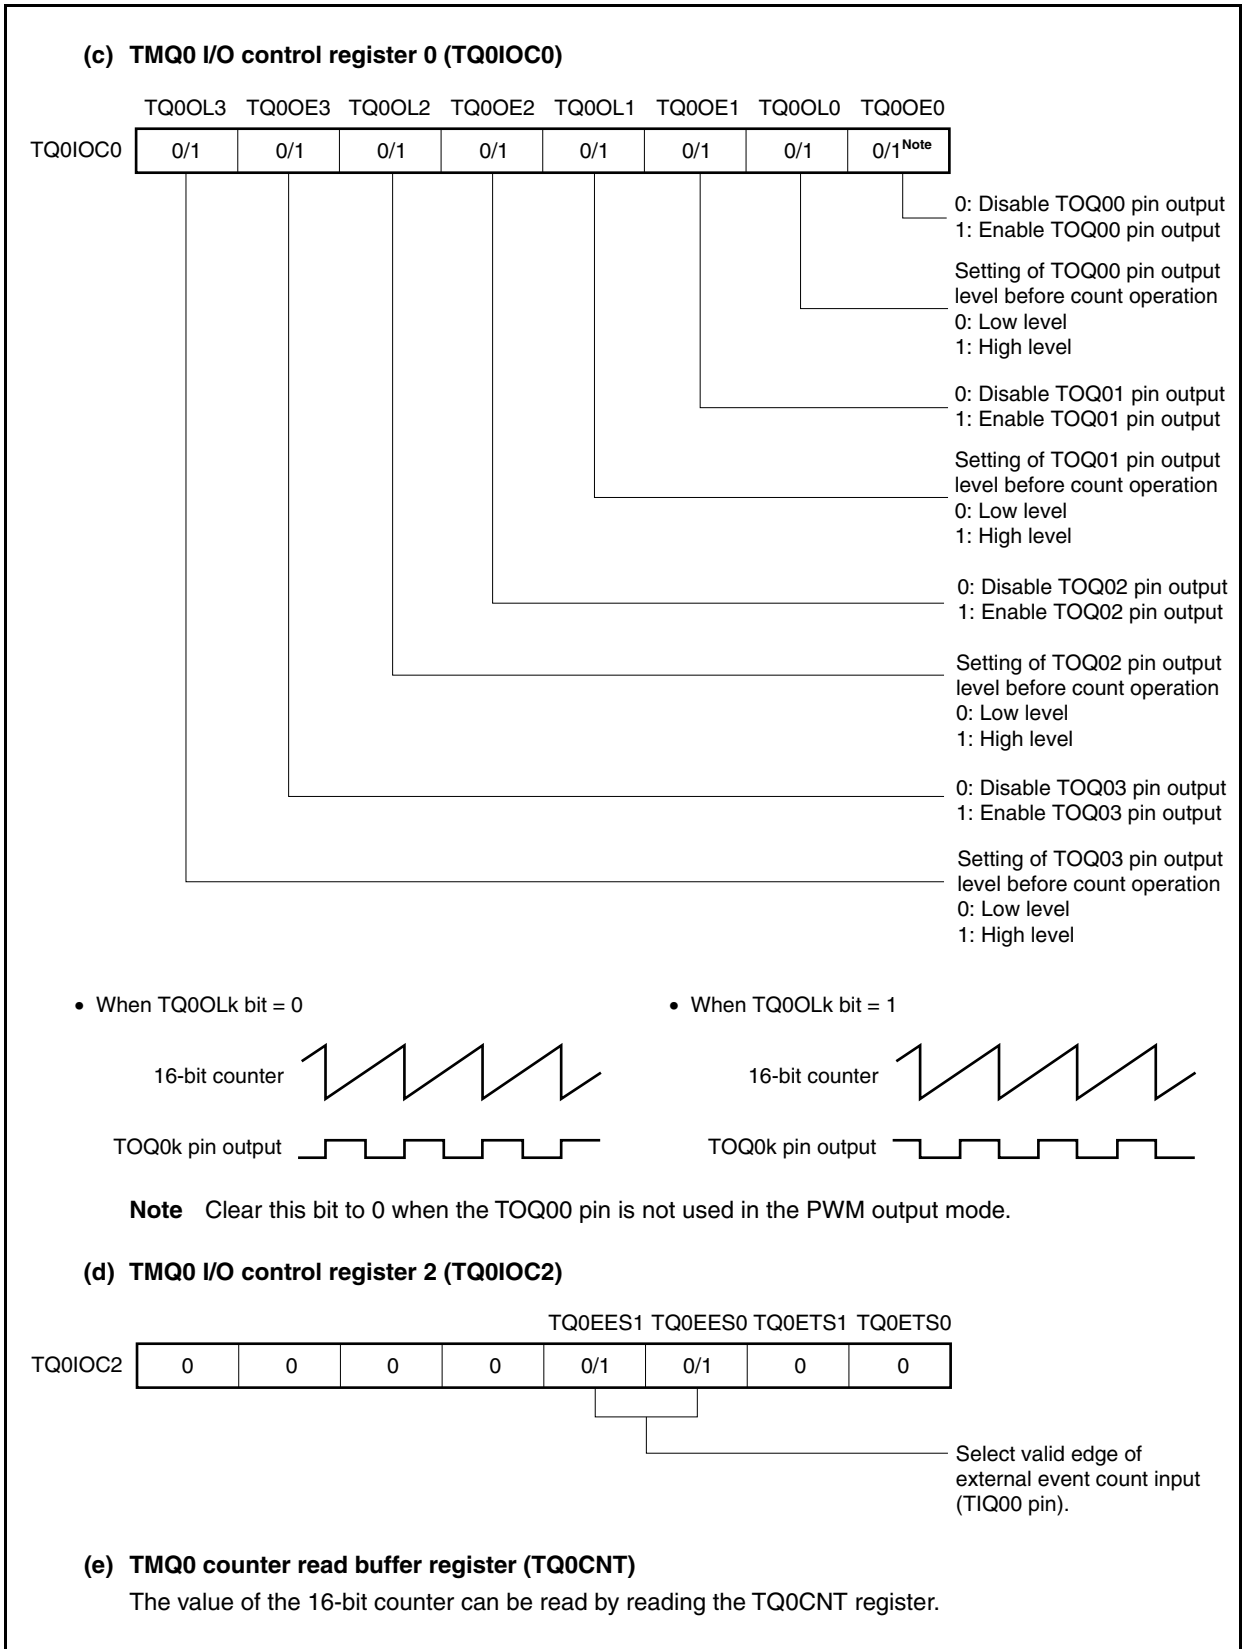 (c) TMQ0 I/O control register 0 (TQ0IOC0)
TQ0OL3 TQ0OE3 TQ0OL2 TQ0OE2 TQ0OL1 TQ0OE1 TQ0OL0 TQ0OE0
TQ0IOC0 0/1 0/1 0/1 0/1 0/1 0/1 0/1 0/1Note
0: Disable TOQ00 pin output
1: Enable TOQ00 pin output
Setting of TOQ00 pin output
level before count operation
0: Low level
1: High level
0: Disable TOQ01 pin output
1: Enable TOQ01 pin output
Setting of TOQ01 pin output
level before count operation
0: Low level
1: High level
0: Disable TOQ02 pin output
1: Enable TOQ02 pin output
Setting of TOQ02 pin output
level before count operation
0: Low level
1: High level
0: Disable TOQ03 pin output
1: Enable TOQ03 pin output
Setting of TOQ03 pin output
level before count operation
0: Low level
1: High level
• When TQ0OLk bit = 0
16-bit counter
TOQ0k pin output
• When TQ0OLk bit = 1
16-bit counter
TOQ0k pin output
Note Clear this bit to 0 when the TOQ00 pin is not used in the PWM output mode.
(d) TMQ0 I/O control register 2 (TQ0IOC2)
TQ0EES1 TQ0EES0 TQ0ETS1 TQ0ETS0
TQ0IOC2 0 0 0 0 0/1 0/1 0 0
Select valid edge of
external event count input
(TIQ00 pin).
(e) TMQ0 counter read buffer register (TQ0CNT)
The value of the 16-bit counter can be read by reading the TQ0CNT register.